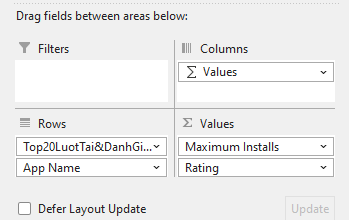 Drag fields between areas below:
Filters
Columns
Σ Values
Rows
Top20LuotTai&DanhGi...
App Name
Σ Values
Maximum Installs
Rating
Defer Layout Update
Update